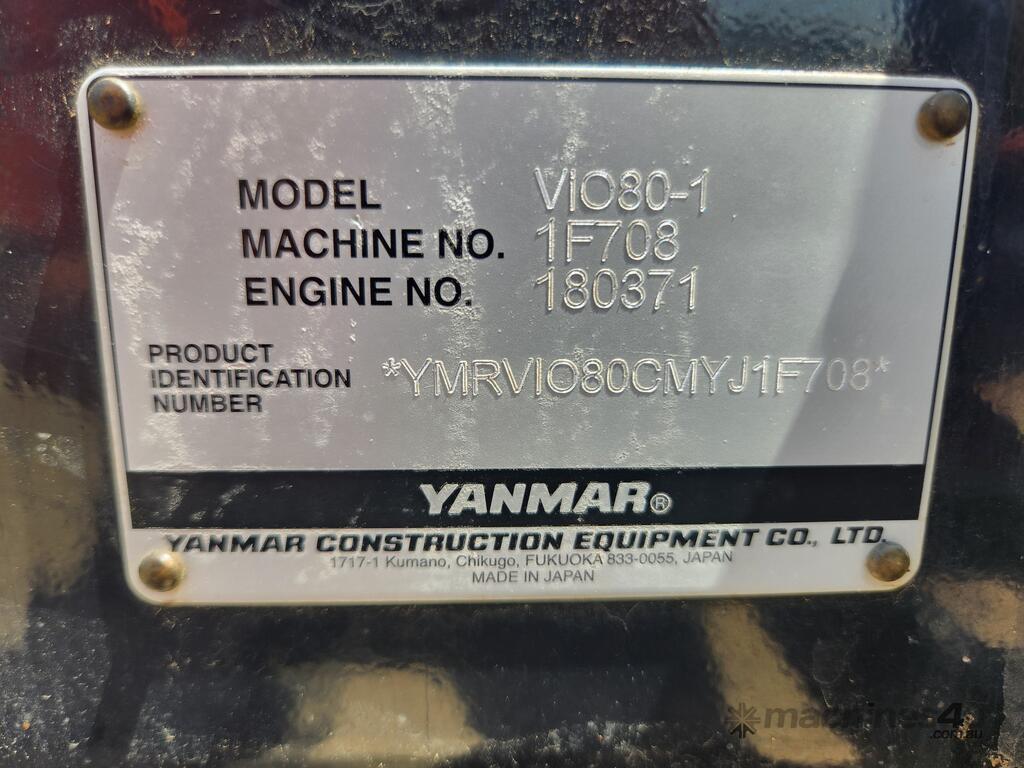 MODEL VIO80-1
MACHINE NO. 1F708
ENGINE NO. 180371
PRODUCT
IDENTIFICATION *YMRVIO80CMYJ1F708*
NUMBER
YANMAR®
YANMAR CONSTRUCTION EQUIPMENT CO., LTD.
1717-1 Kumano, Chikugo, FUKUOKA 833-0055, JAPAN
MADE IN JAPAN
machines4u
.com.au